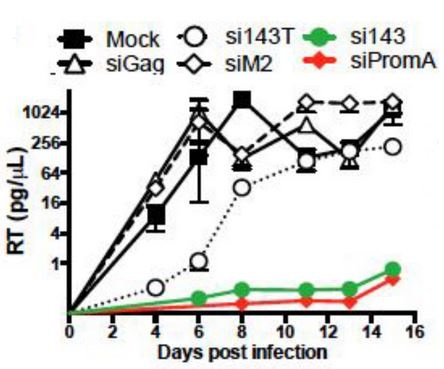 Mock si143T si143
siGag siM2 siPromA
RT (pg/μL)
1024
256
64
16
4
1
0 2 4 6 8 10 12 14 16
Days post infection